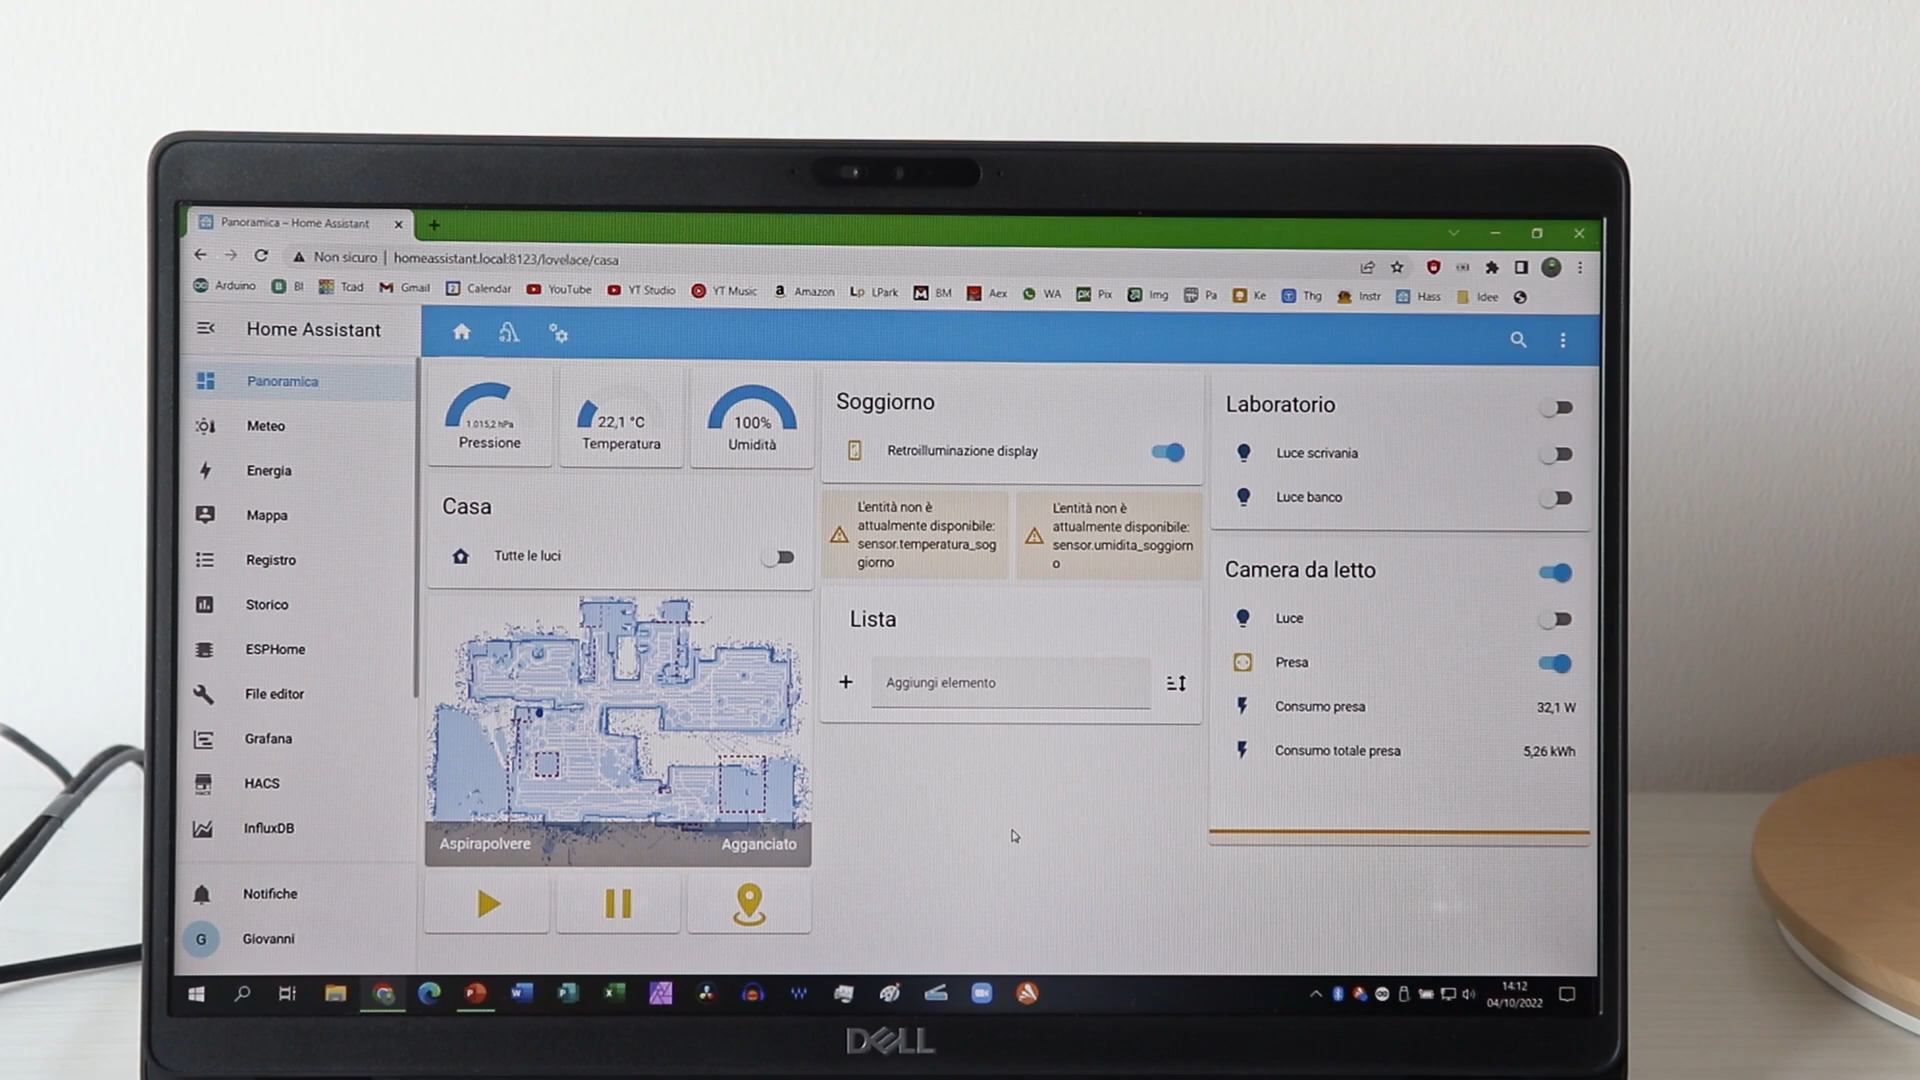 Panoramica – Home Assistant
Non sicuro | homeassistant.local:8123/lovelace/casa
Arduino BI Tcad Gmail Calendar YouTube YT Studio YT Music Amazon LPark BM Aex WA Pix Img Pa Ke Thg Instr Hass Idee
Home Assistant
Panoramica
Meteo
Energia
Mappa
Registro
Storico
ESPHome
File editor
Grafana
HACS
InfluxDB
Notifiche
G Giovanni
1.015,2 hPa
Pressione
22,1 °C
Temperatura
100%
Umidità
Casa
Tutte le luci
Aspirapolvere Agganciato
Soggiorno
Retroilluminazione display
L'entità non è
attualmente disponibile:
sensor.temperatura_sog
giorno
L'entità non è
attualmente disponibile:
sensor.umidita_soggiorn
o
Lista
Aggiungi elemento
Laboratorio
Luce scrivania
Luce banco
Camera da letto
Luce
Presa
Consumo presa 32,1 W
Consumo totale presa 5,26 kWh
14:12
04/10/2022
DELL